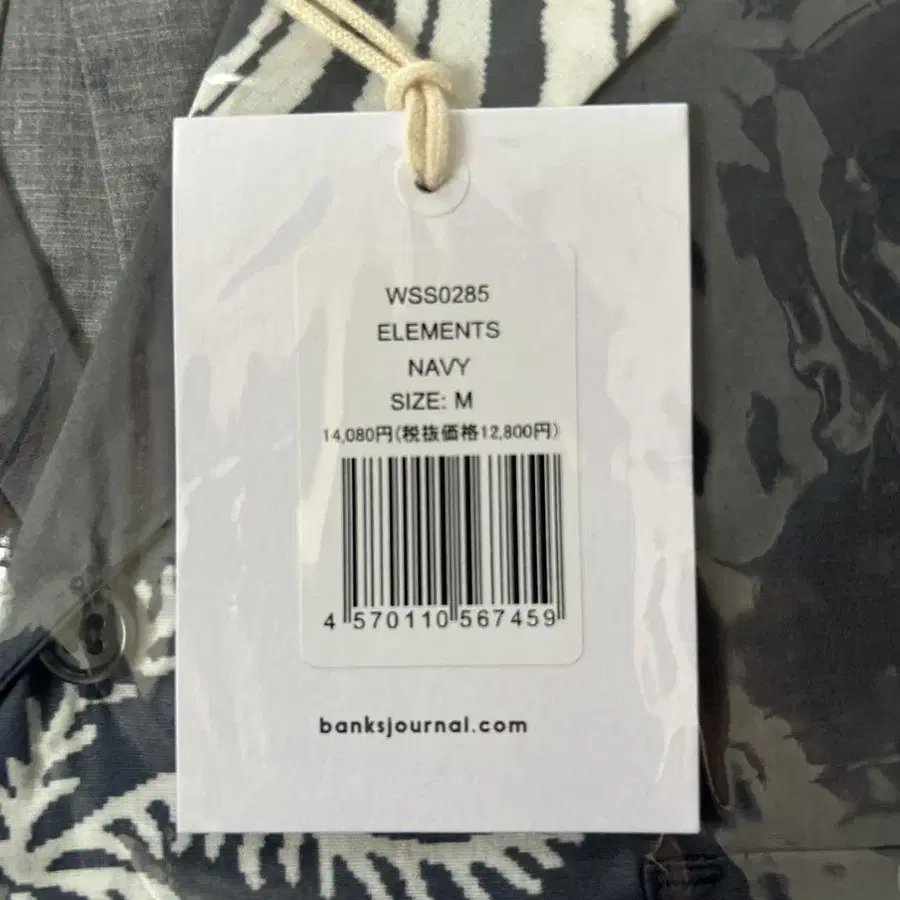 WSS0285
ELEMENTS
NAVY
SIZE: M
14,080円(税抜価格12,800円)
4 570110 567459
banksjournal.com